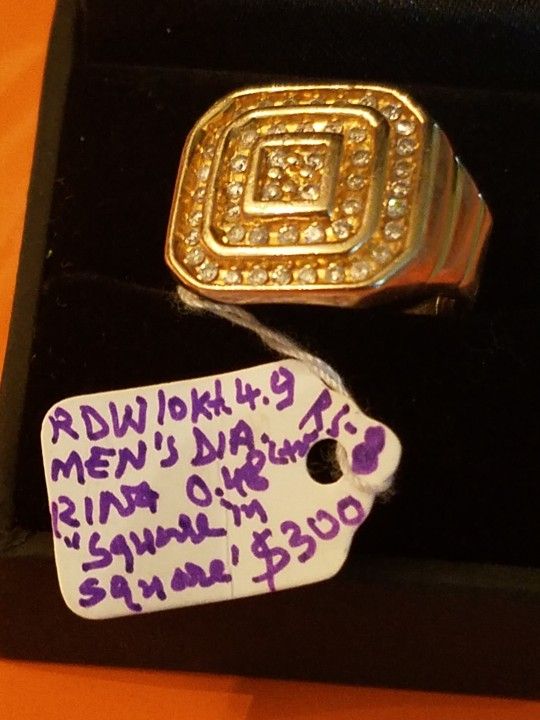 RDW 10kt 4.9
MEN'S DIA.
RING 0.48
"Square in
square"
$300